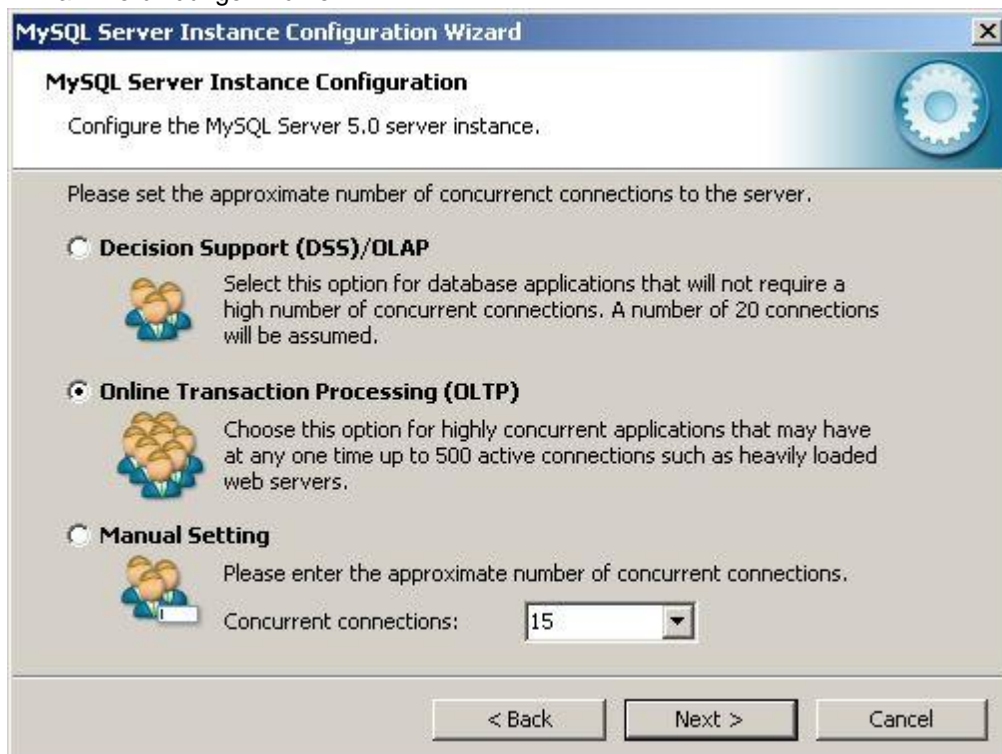 MySQL Server Instance Configuration Wizard
MySQL Server Instance Configuration
Configure the MySQL Server 5.0 server instance.
Please set the approximate number of concurrenct connections to the server.
Decision Support (DSS)/OLAP
Select this option for database applications that will not require a
high number of concurrent connections. A number of 20 connections
will be assumed.
Online Transaction Processing (OLTP)
Choose this option for highly concurrent applications that may have
at any one time up to 500 active connections such as heavily loaded
web servers.
Manual Setting
Please enter the approximate number of concurrent connections.
Concurrent connections: 15
< Back Next > Cancel